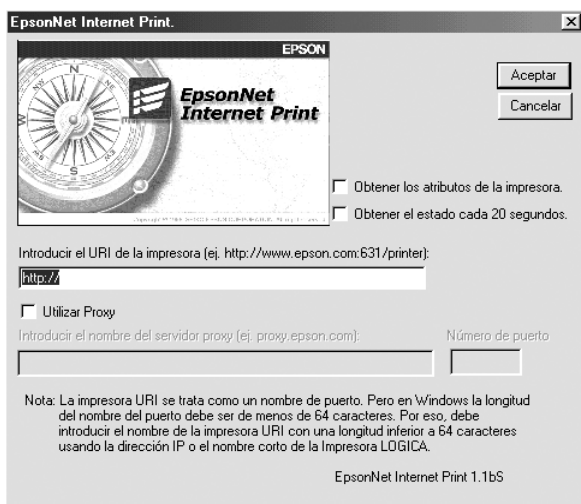 EpsonNet Internet Print.
EPSON
EpsonNet
Internet Print
N
W
E
S
Aceptar
Cancelar
Obtener los atributos de la impresora.
Obtener el estado cada 20 segundos.
Introducir el URI de la impresora (ej. http://www.epson.com:631/printer):
http://
Utilizar Proxy
Introducir el nombre del servidor proxy (ej. proxy.epson.com):
Número de puerto
Nota: La impresora URI se trata como un nombre de puerto. Pero en Windows la longitud
del nombre del puerto debe ser de menos de 64 caracteres. Por eso, debe
introducir el nombre de la impresora URI con una longitud inferior a 64 caracteres
usando la dirección IP o el nombre corto de la Impresora LOGICA.
EpsonNet Internet Print 1.1bS